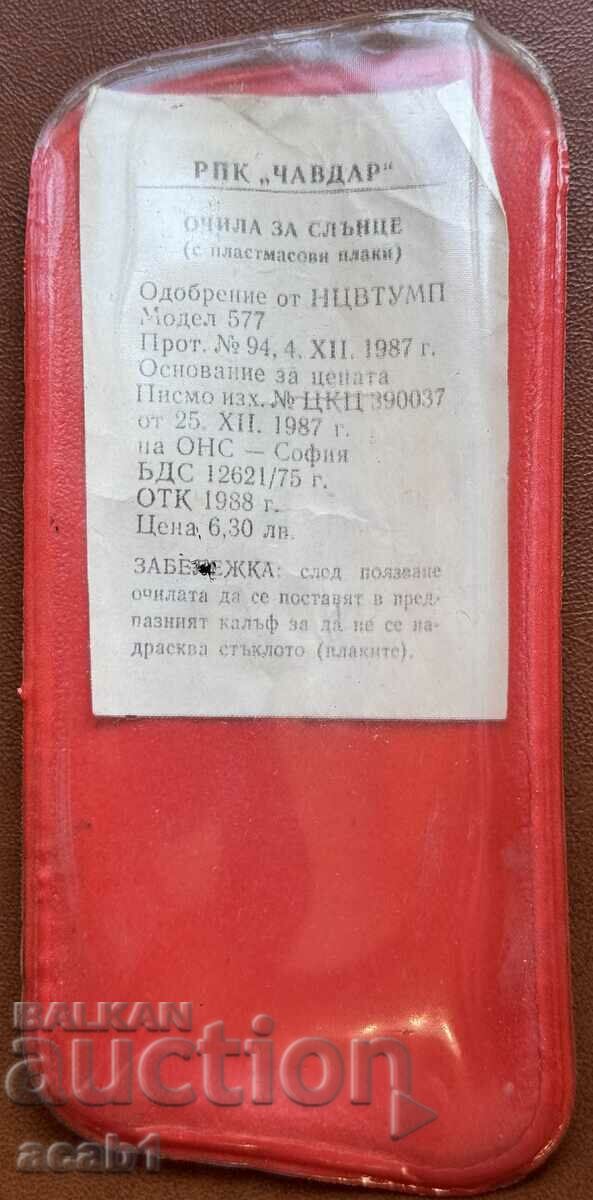 РПК „ЧАВДАР“
ОЧИЛА ЗА СЛЪНЦЕ
(с пластмасови плаки)
Одобрение от НЦВТУМП
Модел 577
Прот. № 94, 4. XII. 1987 г.
Основание за цената
Писмо изх. № ЦКЦ 390037
от 25. XII. 1987 г.
на ОНС — София
БДС 12621/75 г.
ОТК 1988 г.
Цена 6,30 лв.
ЗАБЕЛЕЖКА: след ползване
очилата да се поставят в пред-
пазният калъф за да не се на-
драсква стъклото (плаките).
BALKAN
auction
acab1